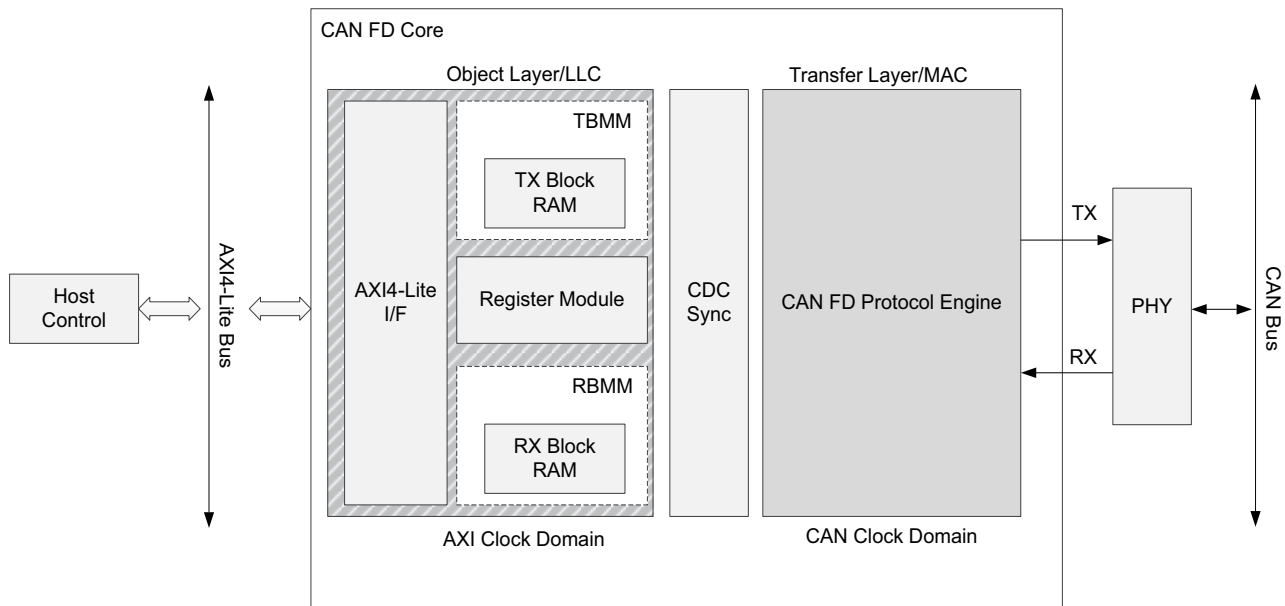 CAN FD Core
Object Layer/LLC
Transfer Layer/MAC
TBMM
TX Block
RAM
TX
Host
Control
AXI4-Lite Bus
AXI4-Lite
I/F
Register Module
CDC
Sync
CAN FD Protocol Engine
PHY
CAN Bus
RX
RBMM
RX Block
RAM
AXI Clock Domain
CAN Clock Domain